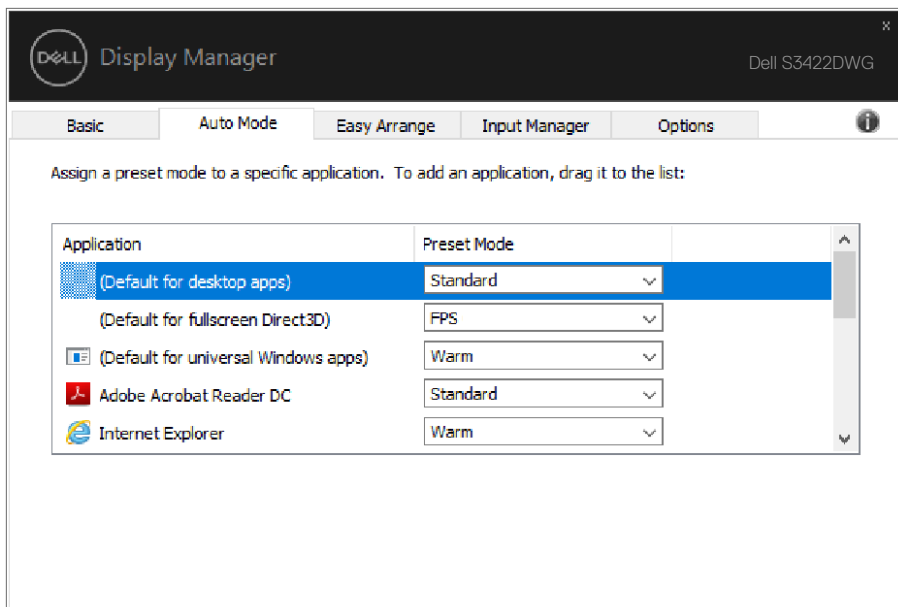 DELL Display Manager
x
Dell S3422DWG
Basic Auto Mode Easy Arrange Input Manager Options
Assign a preset mode to a specific application. To add an application, drag it to the list:
Application Preset Mode
(Default for desktop apps) Standard
(Default for fullscreen Direct3D) FPS
(Default for universal Windows apps) Warm
Adobe Acrobat Reader DC Standard
Internet Explorer Warm